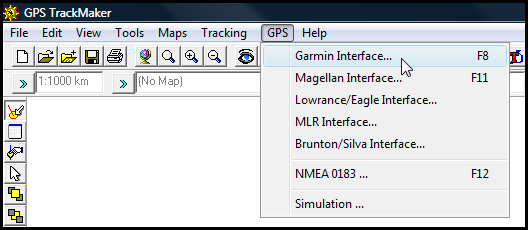 GPS TrackMaker
File Edit View Tools Maps Tracking GPS Help
1:1000 km (No Map)
Garmin Interface... F8
Magellan Interface... F11
Lowrance/Eagle Interface...
MLR Interface...
Brunton/Silva Interface...
NMEA 0183 ... F12
Simulation ...